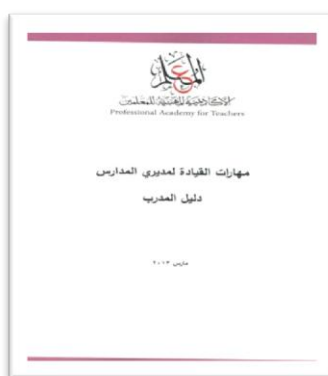 المعلم
الأكاديمية المهنية للمعلمين
Professional Academy for Teachers
مهارات القيادة لمديري المدارس
دليل المدرب
مارس ٢٠١٣